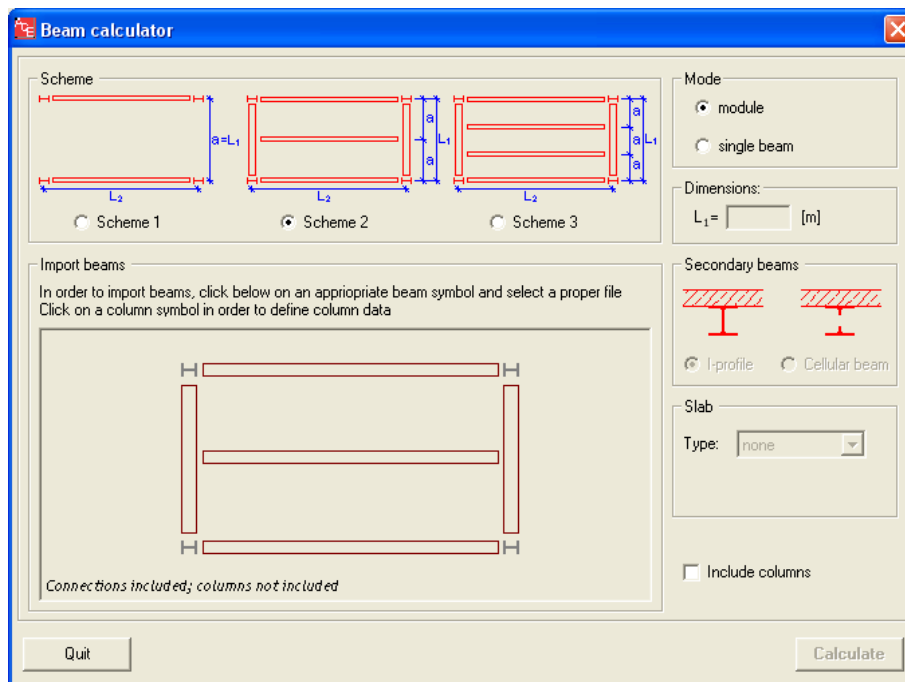 ACE Beam calculator
Scheme
a=L₁
L₂
a
a
L₁
L₂
a
a
a
L₁
L₂
Scheme 1
Scheme 2
Scheme 3
Mode
module
single beam
Dimensions:
L₁= [m]
Import beams
In order to import beams, click below on an appriopriate beam symbol and select a proper file
Click on a column symbol in order to define column data
Connections included; columns not included
Secondary beams
I-profile
Cellular beam
Slab
Type: none
Include columns
Quit
Calculate